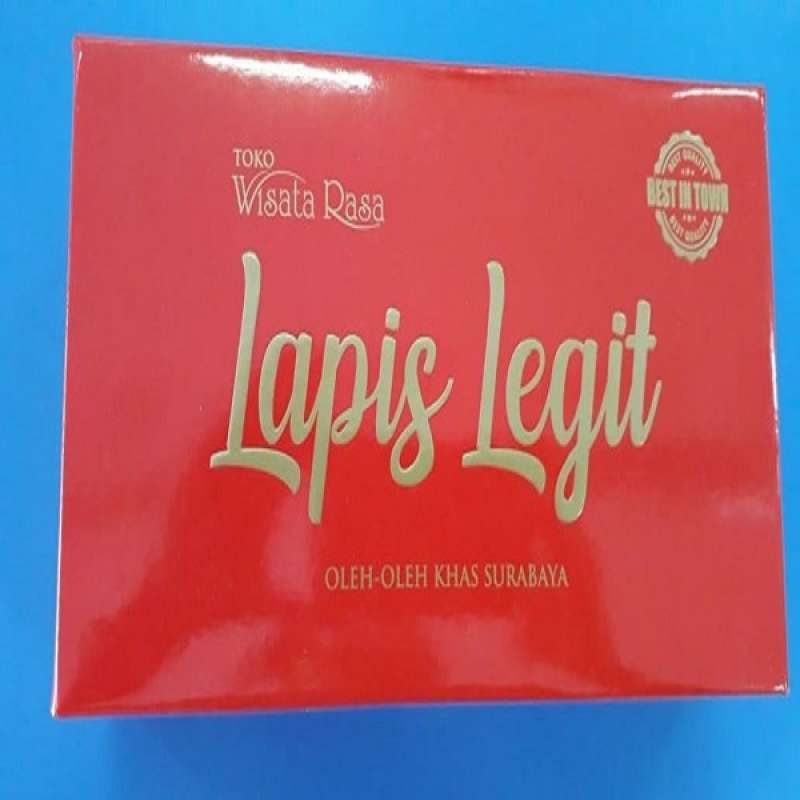 TOKO
Wisata Rasa
BEST QUALITY
BEST IN TOWN
BEST QUALITY
Lapis Legit
OLEH-OLEH KHAS SURABAYA